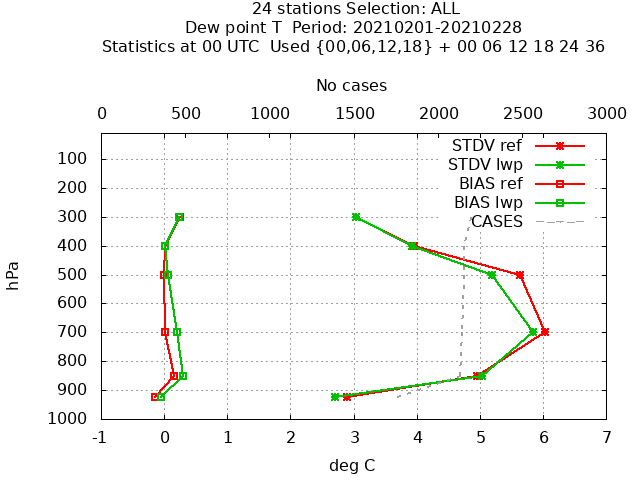 24 stations Selection: ALL
Dew point T  Period: 20210201-20210228
Statistics at 00 UTC  Used {00,06,12,18} + 00 06 12 18 24 36
No cases
0 500 1000 1500 2000 2500 3000
STDV ref
STDV lwp
BIAS ref
BIAS lwp
CASES
hPa
100
200
300
400
500
600
700
800
900
1000
-1 0 1 2 3 4 5 6 7
deg C